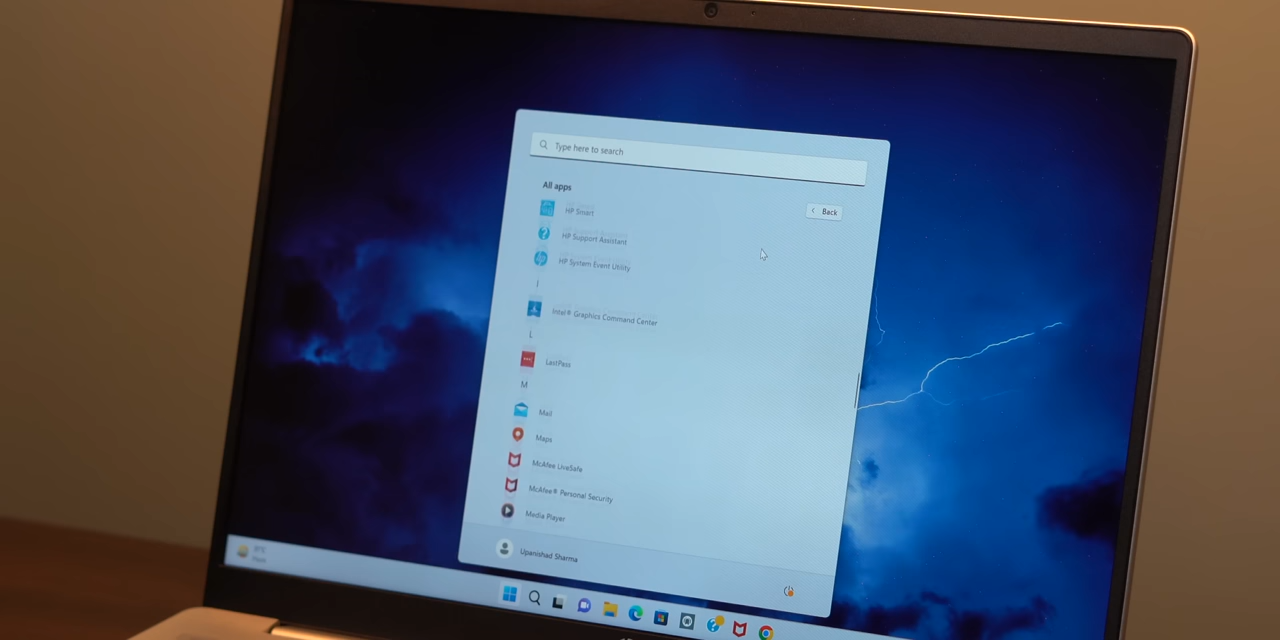 Type here to search
All apps
Back
HP Smart
HP Support Assistant
HP System Event Utility
I
Intel® Graphics Command Center
L
LastPass
M
Mail
Maps
McAfee LiveSafe
McAfee® Personal Security
Media Player
Upanishad Sharma